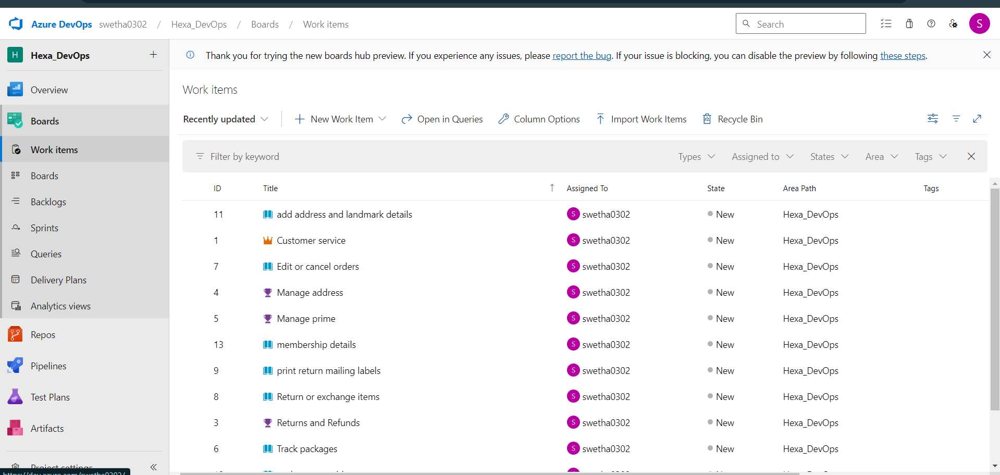 Azure DevOps swetha0302 / Hexa_DevOps / Boards / Work items
Search
S
H Hexa_DevOps +
Overview
Boards
Work items
Boards
Backlogs
Sprints
Queries
Delivery Plans
Analytics views
Repos
Pipelines
Test Plans
Artifacts
Project settings
https://dev.azure.com/swetha0302/
Thank you for trying the new boards hub preview. If you experience any issues, please report the bug. If your issue is blocking, you can disable the preview by following these steps.
Work items
Recently updated New Work Item Open in Queries Column Options Import Work Items Recycle Bin
Filter by keyword Types Assigned to States Area Tags
ID Title Assigned To State Area Path Tags
11 add address and landmark details S swetha0302 New Hexa_DevOps
1 Customer service S swetha0302 New Hexa_DevOps
7 Edit or cancel orders S swetha0302 New Hexa_DevOps
4 Manage address S swetha0302 New Hexa_DevOps
5 Manage prime S swetha0302 New Hexa_DevOps
13 membership details S swetha0302 New Hexa_DevOps
9 print return mailing labels S swetha0302 New Hexa_DevOps
8 Return or exchange items S swetha0302 New Hexa_DevOps
3 Returns and Refunds S swetha0302 New Hexa_DevOps
6 Track packages S swetha0302 New Hexa_DevOps